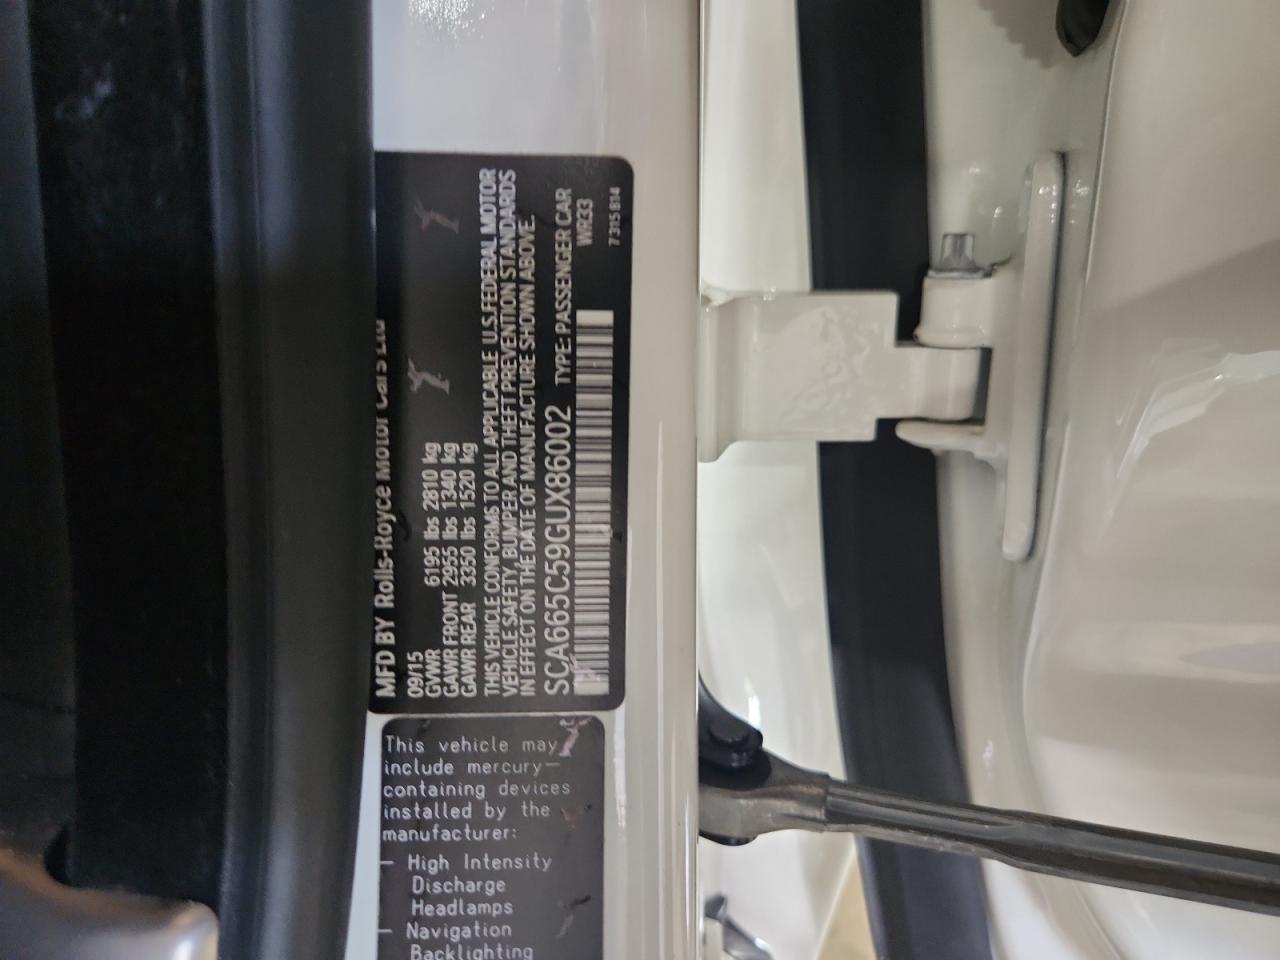 MFD BY Rolls-Royce Motor Cars Ltd
09/15
GVWR 6195 lbs 2810 kg
GAWR FRONT 2955 lbs 1340 kg
GAWR REAR 3350 lbs 1520 kg
THIS VEHICLE CONFORMS TO ALL APPLICABLE U.S.FEDERAL MOTOR
VEHICLE SAFETY, BUMPER AND THEFT PREVENTION STANDARDS
IN EFFECT ON THE DATE OF MANUFACTURE SHOWN ABOVE.
SCA665C59GUX86002 TYPE: PASSENGER CAR
WR33
7315814
This vehicle may
include mercury–
containing devices
installed by the
manufacturer:
– High Intensity
Discharge
Headlamps
– Navigation
Backlighting